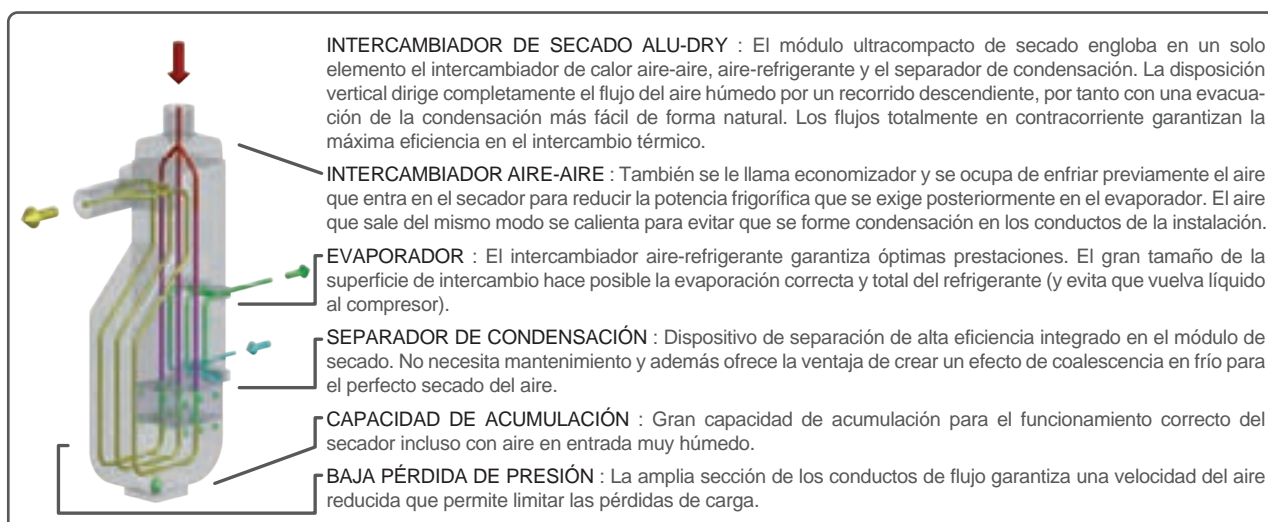 INTERCAMBIADOR DE SECADO ALU-DRY : El módulo ultracompacto de secado engloba en un solo
elemento el intercambiador de calor aire-aire, aire-refrigerante y el separador de condensación. La disposición
vertical dirige completamente el flujo del aire húmedo por un recorrido descendiente, por tanto con una evacua-
ción de la condensación más fácil de forma natural. Los flujos totalmente en contracorriente garantizan la
máxima eficiencia en el intercambio térmico.
INTERCAMBIADOR AIRE-AIRE : También se le llama economizador y se ocupa de enfriar previamente el aire
que entra en el secador para reducir la potencia frigorífica que se exige posteriormente en el evaporador. El aire
que sale del mismo modo se calienta para evitar que se forme condensación en los conductos de la instalación.
EVAPORADOR : El intercambiador aire-refrigerante garantiza óptimas prestaciones. El gran tamaño de la
superficie de intercambio hace posible la evaporación correcta y total del refrigerante (y evita que vuelva líquido
al compresor).
SEPARADOR DE CONDENSACIÓN : Dispositivo de separación de alta eficiencia integrado en el módulo de
secado. No necesita mantenimiento y además ofrece la ventaja de crear un efecto de coalescencia en frío para
el perfecto secado del aire.
CAPACIDAD DE ACUMULACIÓN : Gran capacidad de acumulación para el funcionamiento correcto del
secador incluso con aire en entrada muy húmedo.
BAJA PÉRDIDA DE PRESIÓN : La amplia sección de los conductos de flujo garantiza una velocidad del aire
reducida que permite limitar las pérdidas de carga.